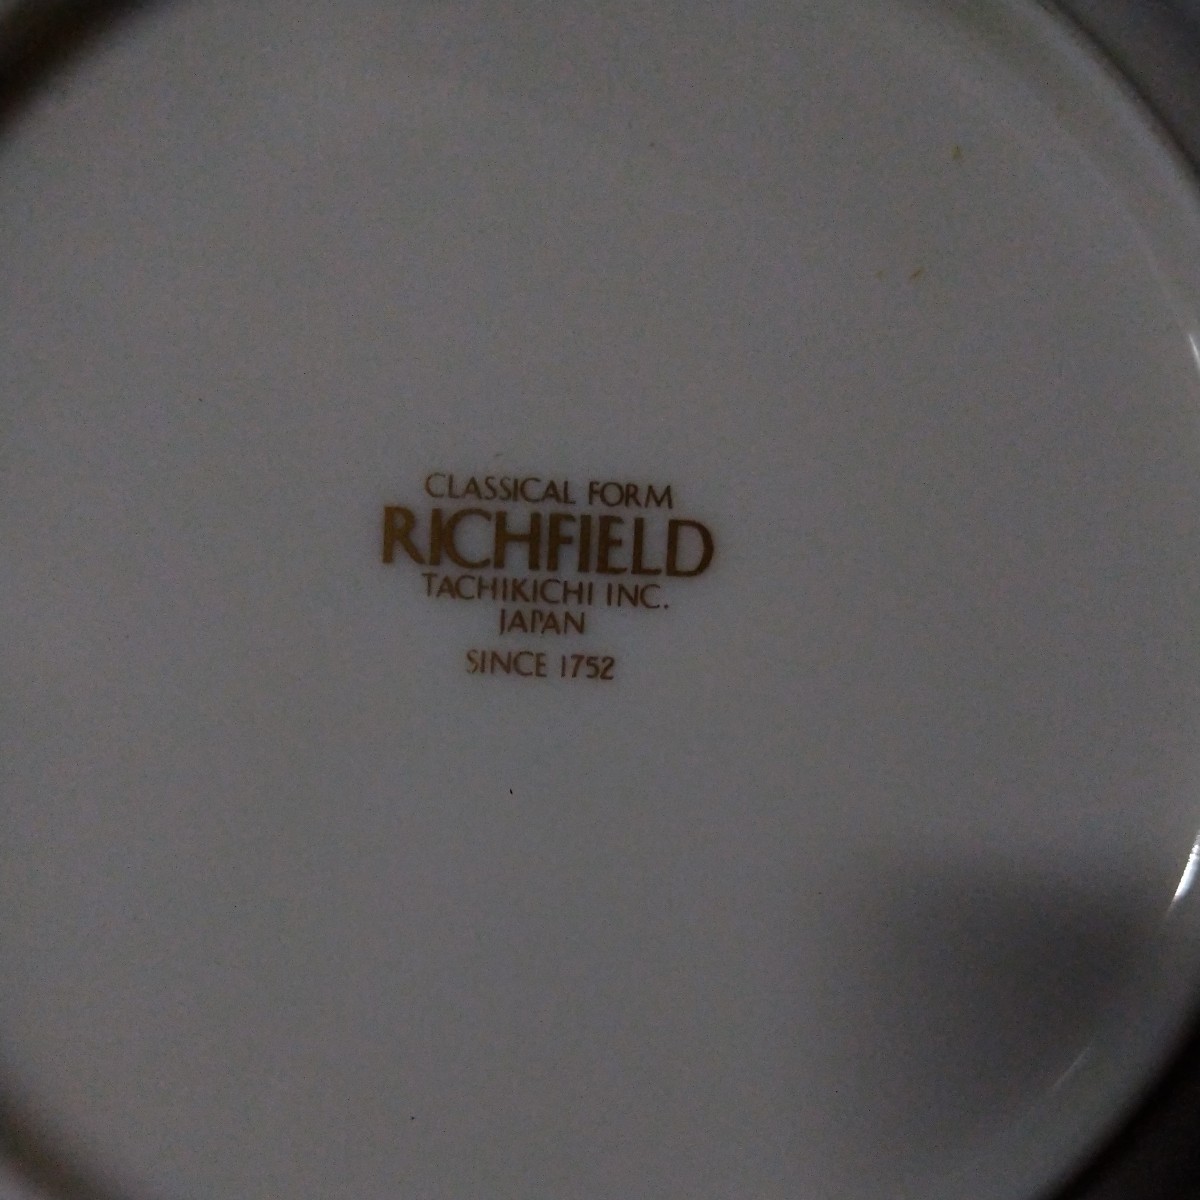 CLASSICAL FORM
RICHFIELD
TACHIKICHI INC.
JAPAN
SINCE 1752